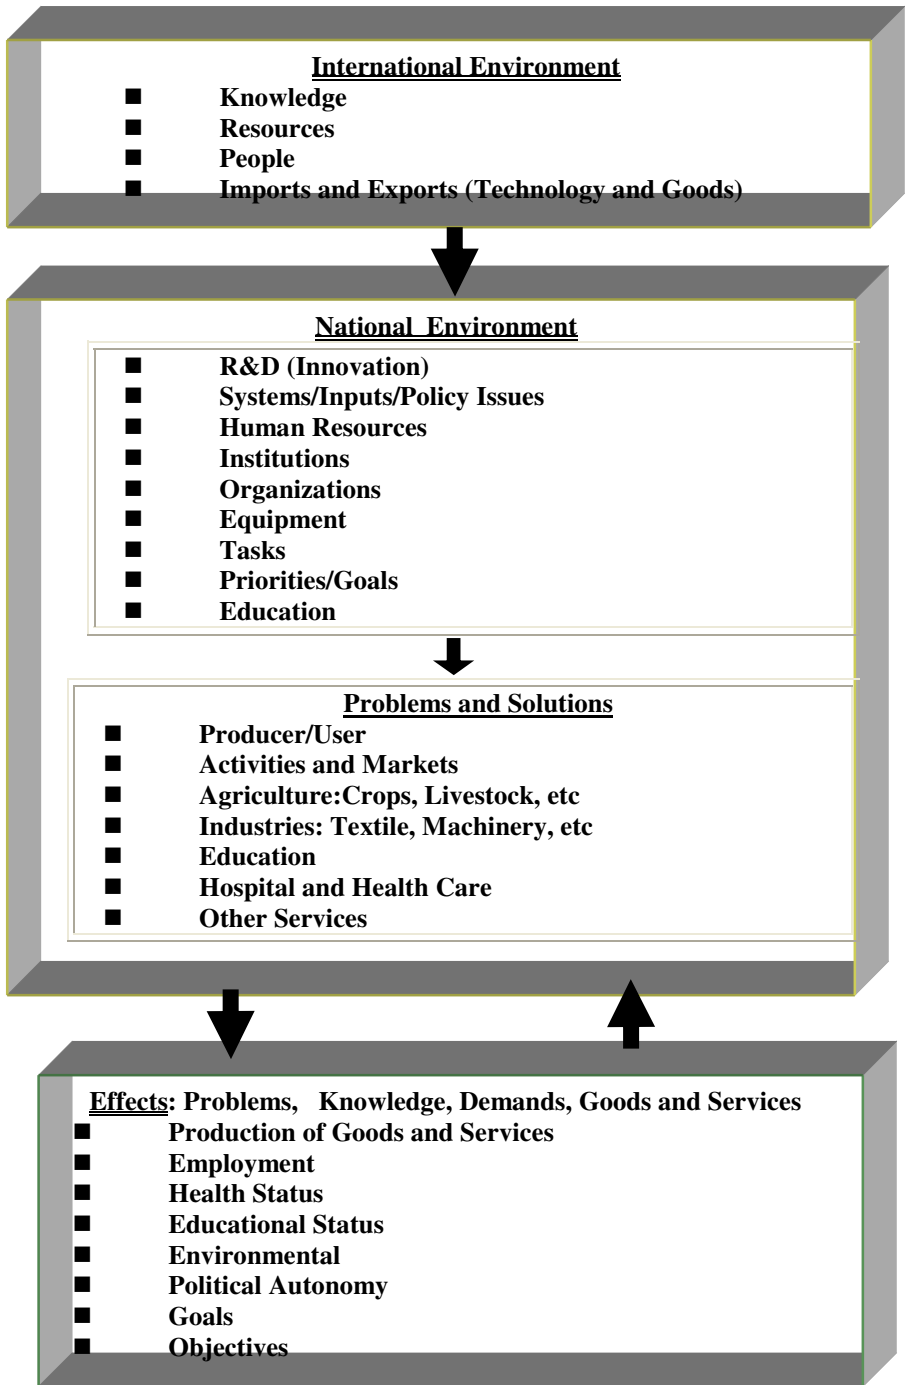 International Environment
■ Knowledge
■ Resources
■ People
■ Imports and Exports (Technology and Goods)
National Environment
■ R&D (Innovation)
■ Systems/Inputs/Policy Issues
■ Human Resources
■ Institutions
■ Organizations
■ Equipment
■ Tasks
■ Priorities/Goals
■ Education
Problems and Solutions
■ Producer/User
■ Activities and Markets
■ Agriculture:Crops, Livestock, etc
■ Industries: Textile, Machinery, etc
■ Education
■ Hospital and Health Care
■ Other Services
Effects: Problems, Knowledge, Demands, Goods and Services
■ Production of Goods and Services
■ Employment
■ Health Status
■ Educational Status
■ Environmental
■ Political Autonomy
■ Goals
■ Objectives